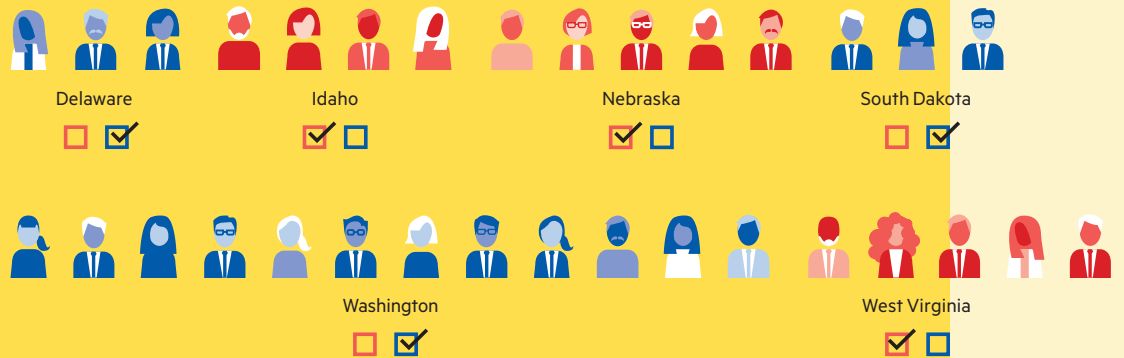 Delaware
Idaho
Nebraska
South Dakota
Washington
West Virginia